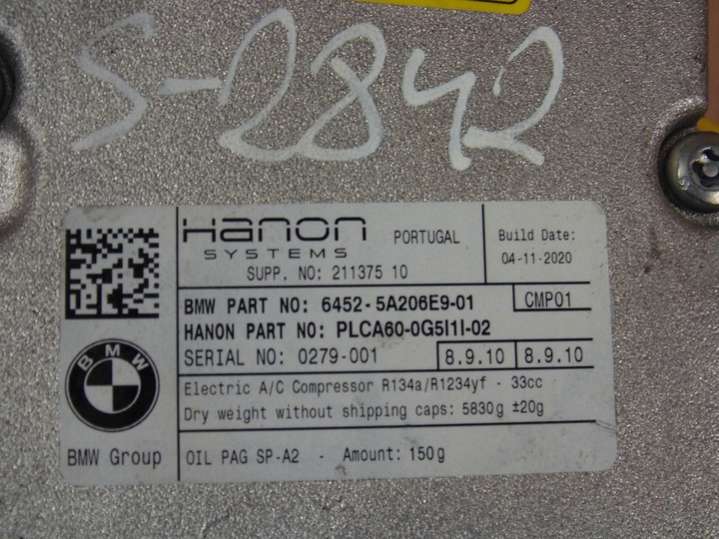 S-2842
Hanon
SYSTEMS
PORTUGAL
SUPP. NO: 211375 10
Build Date:
04-11-2020
BMW PART NO: 6452-5A206E9-01
CMP01
HANON PART NO: PLCA60-0G5I1I-02
SERIAL NO: 0279-001
8.9.10
8.9.10
BMW
BMW Group
Electric A/C Compressor R134a/R1234yf - 33cc
Dry weight without shipping caps: 5830g ±20g
OIL PAG SP-A2 - Amount: 150g